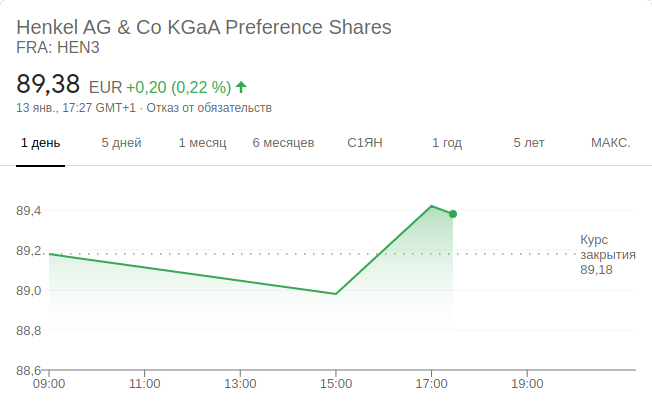 Henkel AG & Co KGaA Preference Shares
FRA: HEN3
89,38 EUR +0,20 (0,22 %)
13 янв., 17:27 GMT+1 · Отказ от обязательств
1 день 5 дней 1 месяц 6 месяцев С1ЯН 1 год 5 лет МАКС.
89,4
89,2
89,0
88,8
88,6
Курс
закрытия
89,18
09:00 11:00 13:00 15:00 17:00 19:00